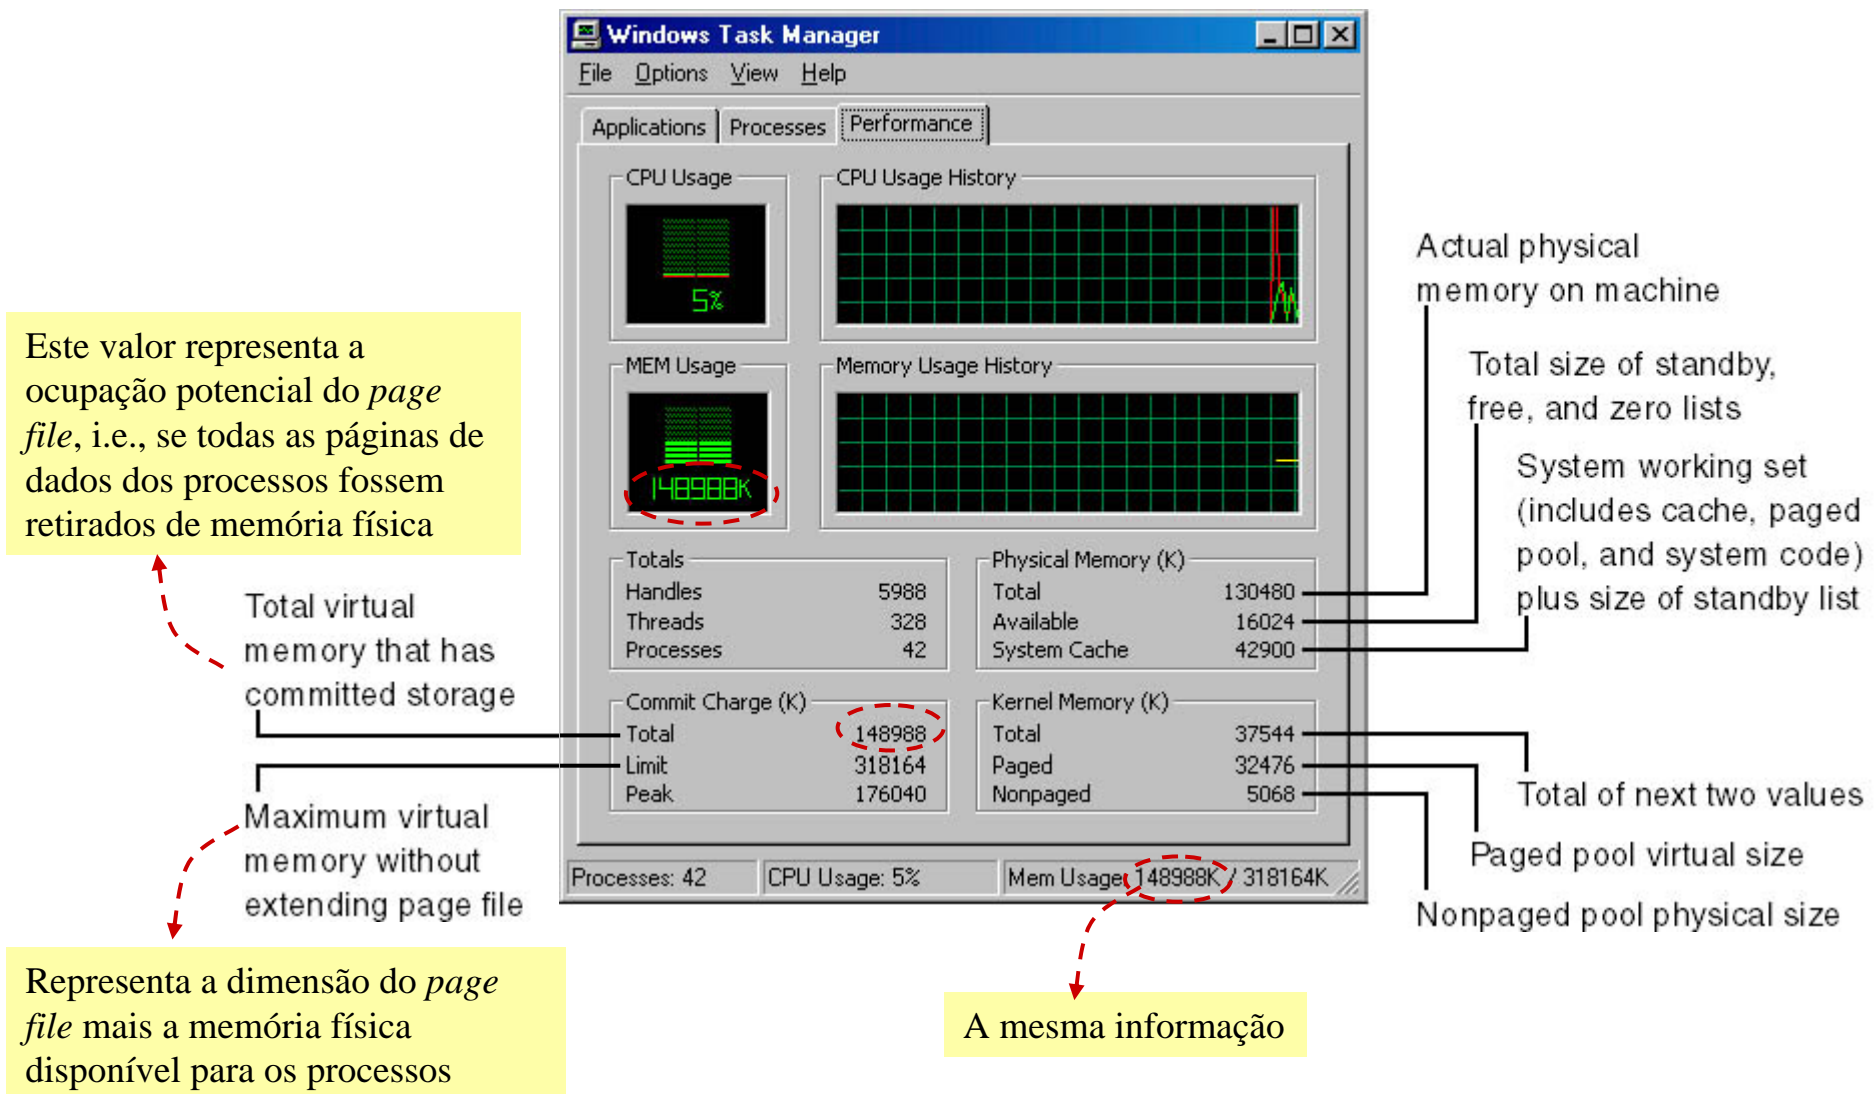 Windows Task Manager
File Options View Help
Applications Processes Performance
CPU Usage
5%
CPU Usage History
MEM Usage
148988K
Memory Usage History
Totals
Handles 5988
Threads 328
Processes 42
Physical Memory (K)
Total 130480
Available 16024
System Cache 42900
Commit Charge (K)
Total 148988
Limit 318164
Peak 176040
Kernel Memory (K)
Total 37544
Paged 32476
Nonpaged 5068
Processes: 42 CPU Usage: 5% Mem Usage: 148988K / 318164K
Este valor representa a
ocupação potencial do page
file, i.e., se todas as páginas de
dados dos processos fossem
retirados de memória física
Total virtual
memory that has
committed storage
Maximum virtual
memory without
extending page file
Representa a dimensão do page
file mais a memória física
disponível para os processos
Actual physical
memory on machine
Total size of standby,
free, and zero lists
System working set
(includes cache, paged
pool, and system code)
plus size of standby list
Total of next two values
Paged pool virtual size
Nonpaged pool physical size
A mesma informação